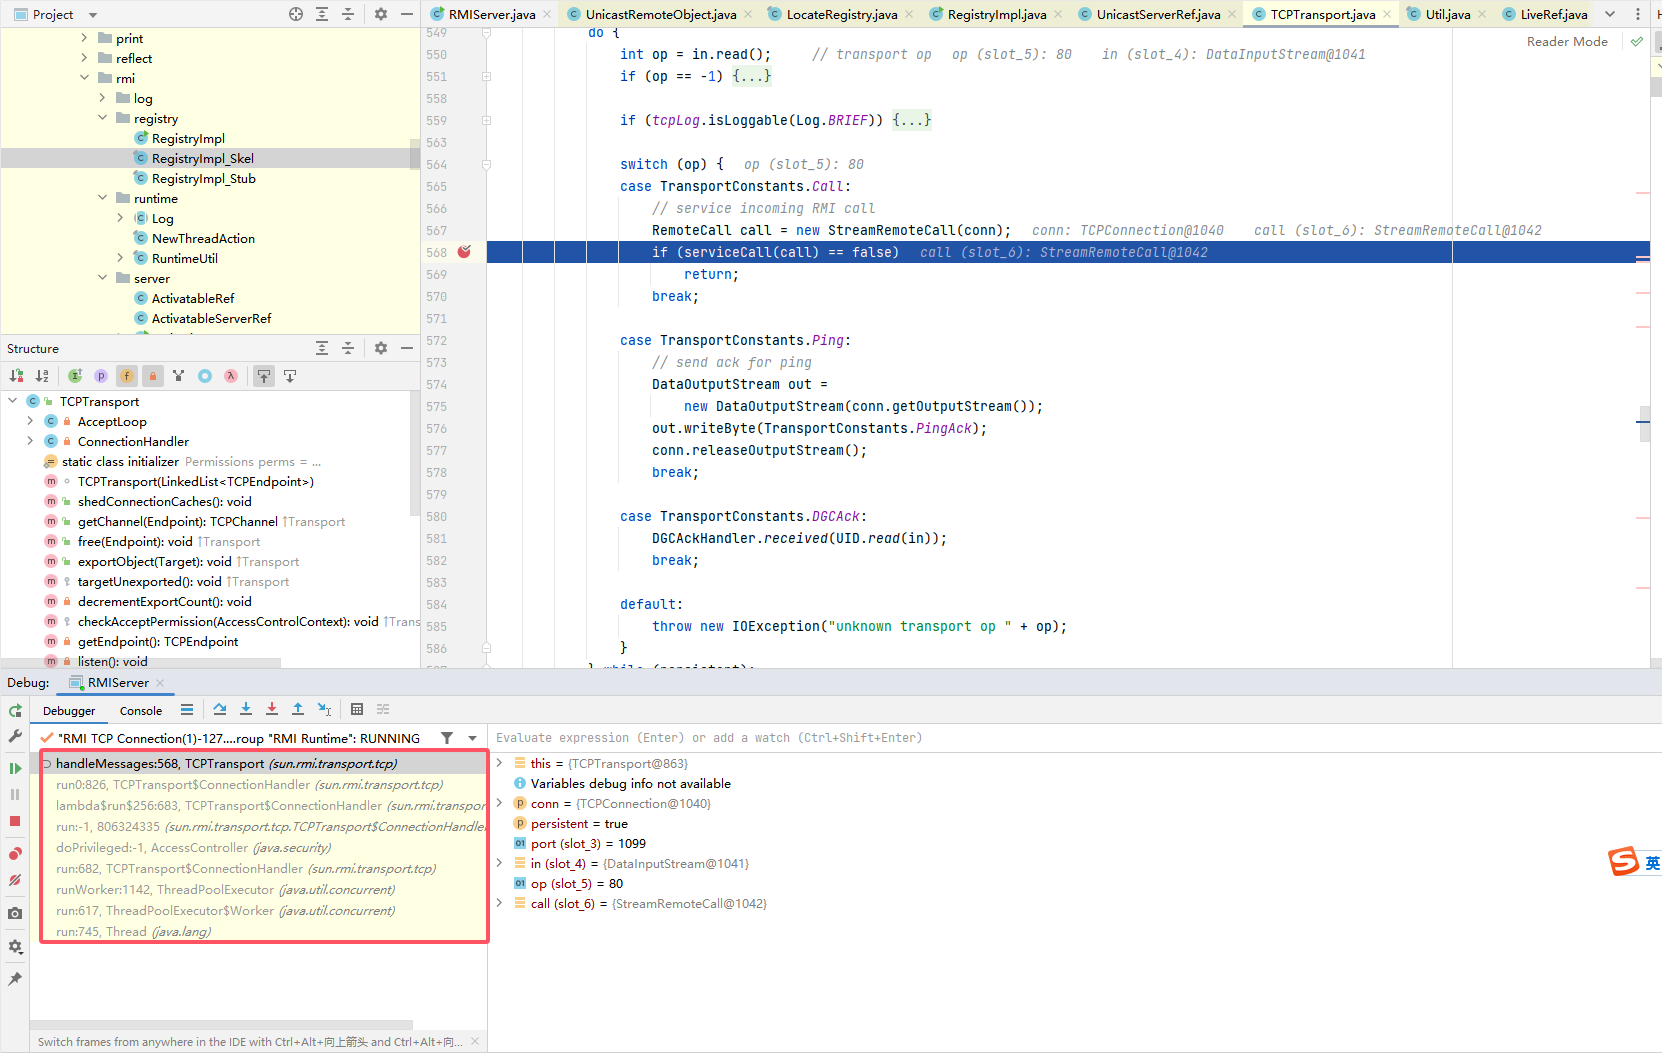 Project
RMIServer.java
UnicastRemoteObject.java
LocateRegistry.java
RegistryImpl.java
UnicastServerRef.java
TCPTransport.java
Util.java
LiveRef.java
print
reflect
rmi
log
registry
RegistryImpl
RegistryImpl_Skel
RegistryImpl_Stub
runtime
Log
NewThreadAction
RuntimeUtil
server
ActivatableRef
ActivatableServerRef
Reader Mode
549 do {
550 int op = in.read(); // transport op op (slot_5): 80 in (slot_4): DataInputStream@1041
551 if (op == -1) {...}
558
559 if (tcpLog.isLoggable(Log.BRIEF)) {...}
563
564 switch (op) { op (slot_5): 80
565 case TransportConstants.Call:
566 // service incoming RMI call
567 RemoteCall call = new StreamRemoteCall(conn); conn: TCPConnection@1040 call (slot_6): StreamRemoteCall@1042
568 if (serviceCall(call) == false) call (slot_6): StreamRemoteCall@1042
569 return;
570 break;
571
572 case TransportConstants.Ping:
573 // send ack for ping
574 DataOutputStream out =
575 new DataOutputStream(conn.getOutputStream());
576 out.writeByte(TransportConstants.PingAck);
577 conn.releaseOutputStream();
578 break;
579
580 case TransportConstants.DGCAck:
581 DGCAckHandler.received(UID.read(in));
582 break;
583
584 default:
585 throw new IOException("unknown transport op " + op);
586 }
Structure
TCPTransport
AcceptLoop
ConnectionHandler
static class initializer Permissions perms = ...
TCPTransport(LinkedList<TCPEndpoint>)
shedConnectionCaches(): void
getChannel(Endpoint): TCPChannel ↑Transport
free(Endpoint): void ↑Transport
exportObject(Target): void ↑Transport
targetUnexported(): void ↑Transport
decrementExportCount(): void
checkAcceptPermission(AccessControlContext): void ↑Trans
getEndpoint(): TCPEndpoint
listen(): void
Debug: RMIServer
Debugger Console
"RMI TCP Connection(1)-127....roup "RMI Runtime": RUNNING
handleMessages:568, TCPTransport (sun.rmi.transport.tcp)
run0:826, TCPTransport$ConnectionHandler (sun.rmi.transport.tcp)
lambda$run$256:683, TCPTransport$ConnectionHandler (sun.rmi.transpor
run:-1, 806324335 (sun.rmi.transport.tcp.TCPTransport$ConnectionHandler
doPrivileged:-1, AccessController (java.security)
run:682, TCPTransport$ConnectionHandler (sun.rmi.transport.tcp)
runWorker:1142, ThreadPoolExecutor (java.util.concurrent)
run:617, ThreadPoolExecutor$Worker (java.util.concurrent)
run:745, Thread (java.lang)
Evaluate expression (Enter) or add a watch (Ctrl+Shift+Enter)
this = {TCPTransport@863}
Variables debug info not available
conn = {TCPConnection@1040}
persistent = true
port (slot_3) = 1099
in (slot_4) = {DataInputStream@1041}
op (slot_5) = 80
call (slot_6) = {StreamRemoteCall@1042}
英
Switch frames from anywhere in the IDE with Ctrl+Alt+向上箭头 and Ctrl+Alt+向...